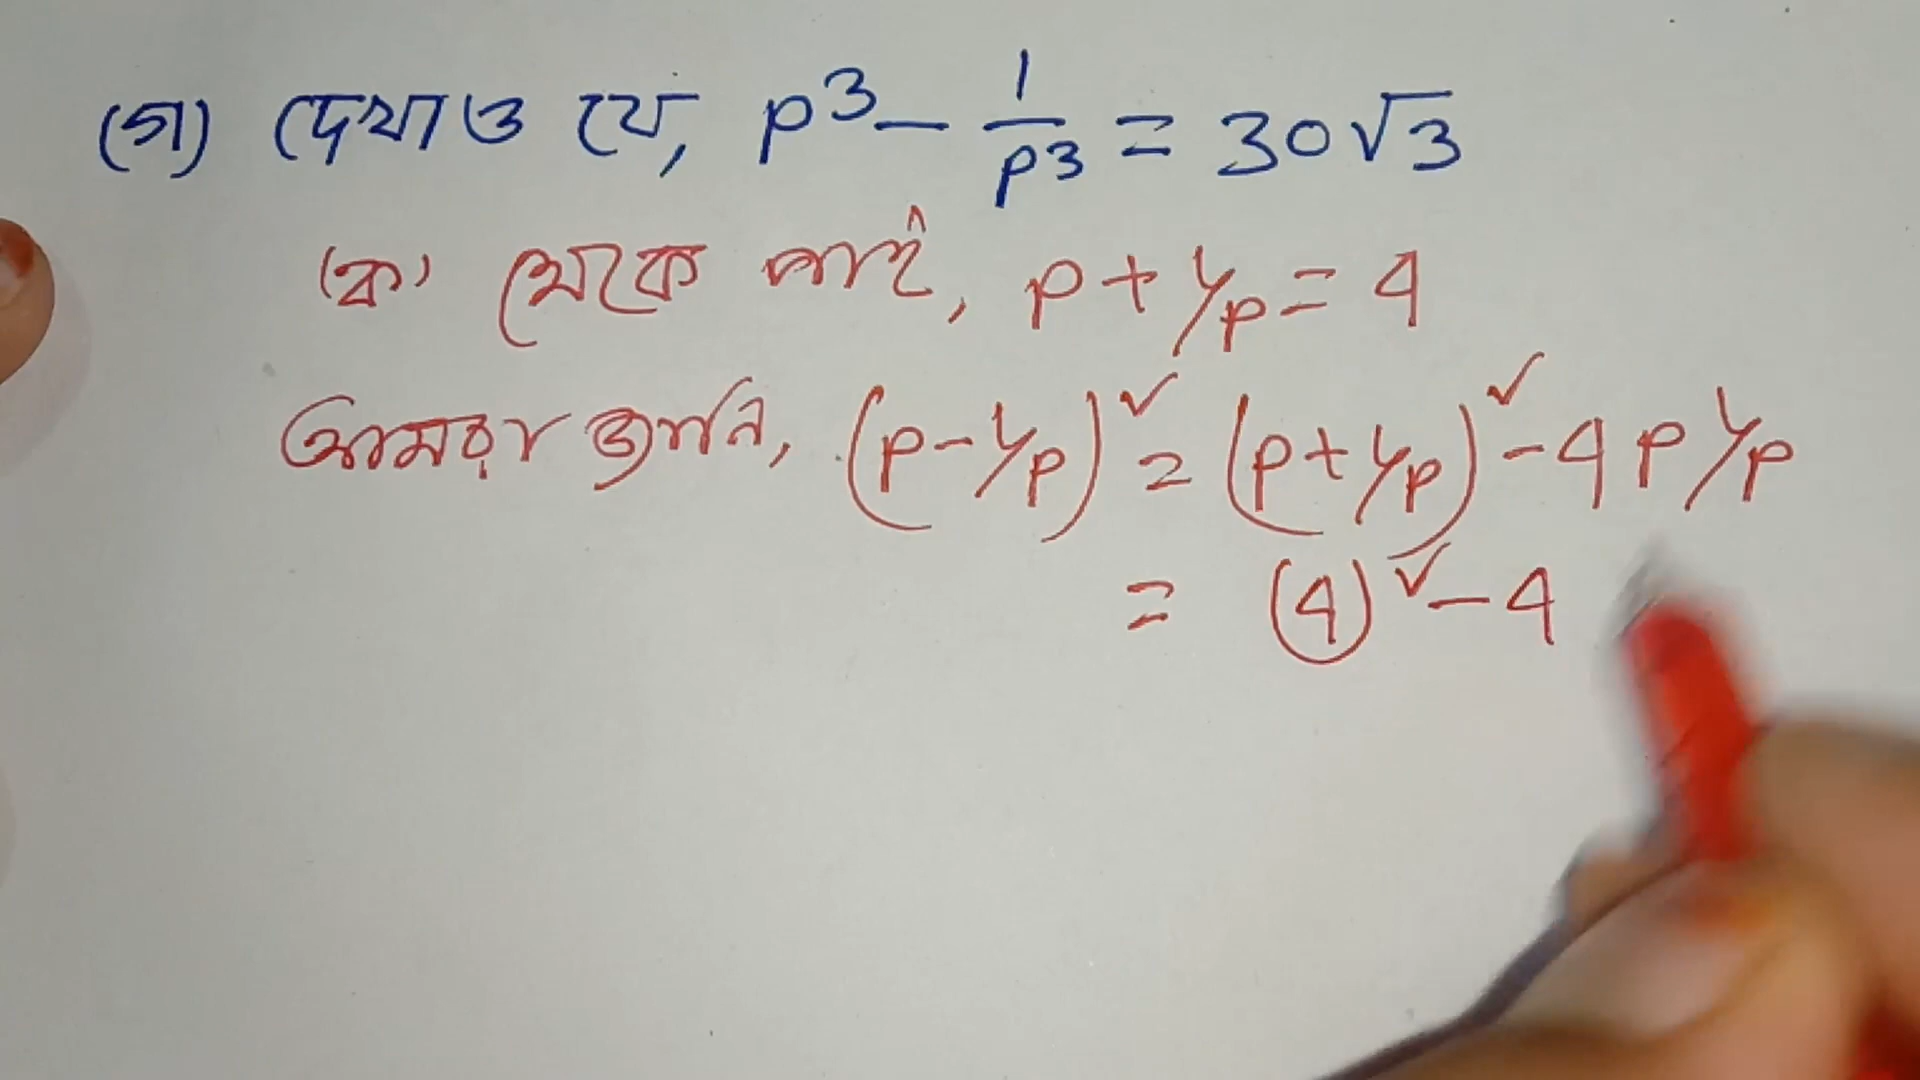 (গ) দেখাও যে, p³ - 1/p³ = 30√3
(ক) থেকে পাই, p + 1/p = 4
আমরা জানি, (p - 1/p)² = (p + 1/p)² - 4 p 1/p
= (4)² - 4